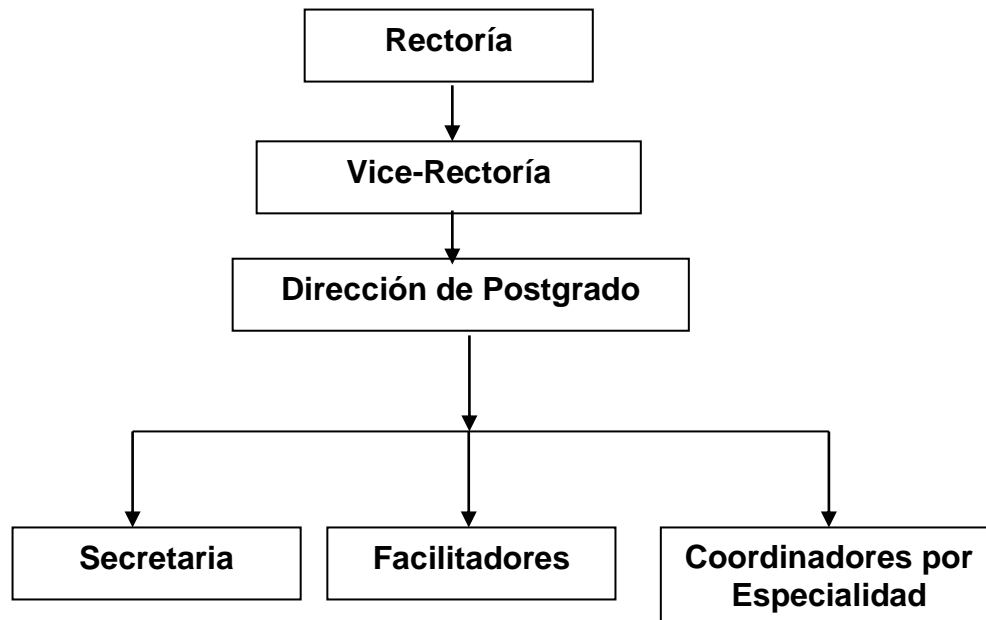 Rectoría
Vice-Rectoría
Dirección de Postgrado
Secretaria
Facilitadores
Coordinadores por
Especialidad